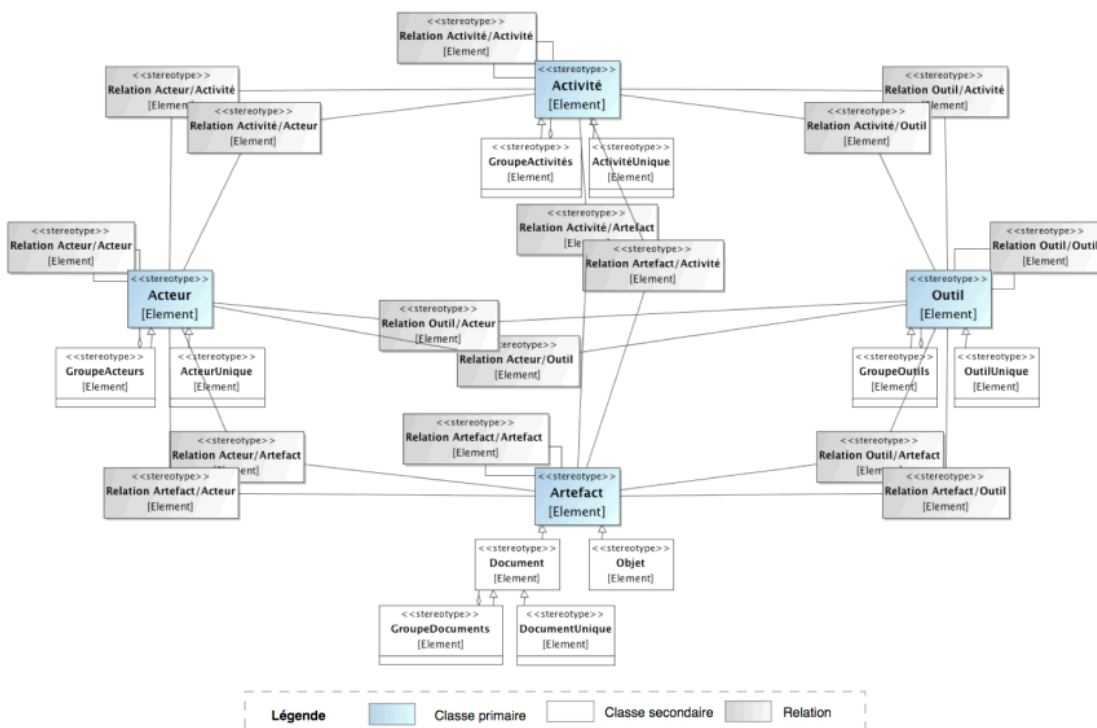 <<stereotype>>
Relation Activité/Activité
[Element]
<<stereotype>>
Activité
[Element]
<<stereotype>>
Relation Acteur/Activité
[Element]
<<stereotype>>
Relation Activité/Acteur
[Element]
<<stereotype>>
Relation Outil/Activité
[Element]
<<stereotype>>
Relation Activité/Outil
[Element]
<<stereotype>>
GroupeActivités
[Element]
<<stereotype>>
ActivitéUnique
[Element]
<<stereotype>>
Relation Activité/Artefact
[Element]
<<stereotype>>
Relation Artefact/Activité
[Element]
<<stereotype>>
Relation Acteur/Acteur
[Element]
<<stereotype>>
Acteur
[Element]
<<stereotype>>
Relation Outil/Outil
[Element]
<<stereotype>>
Outil
[Element]
<<stereotype>>
Relation Outil/Acteur
[Element]
<<stereotype>>
Relation Acteur/Outil
[Element]
<<stereotype>>
GroupeActeurs
[Element]
<<stereotype>>
ActeurUnique
[Element]
<<stereotype>>
GroupeOutils
[Element]
<<stereotype>>
OutilUnique
[Element]
<<stereotype>>
Relation Acteur/Artefact
[Element]
<<stereotype>>
Relation Artefact/Acteur
[Element]
<<stereotype>>
Relation Artefact/Artefact
[Element]
<<stereotype>>
Artefact
[Element]
<<stereotype>>
Relation Outil/Artefact
[Element]
<<stereotype>>
Relation Artefact/Outil
[Element]
<<stereotype>>
Document
[Element]
<<stereotype>>
Objet
[Element]
<<stereotype>>
GroupeDocuments
[Element]
<<stereotype>>
DocumentUnique
[Element]
Légende
Classe primaire
Classe secondaire
Relation